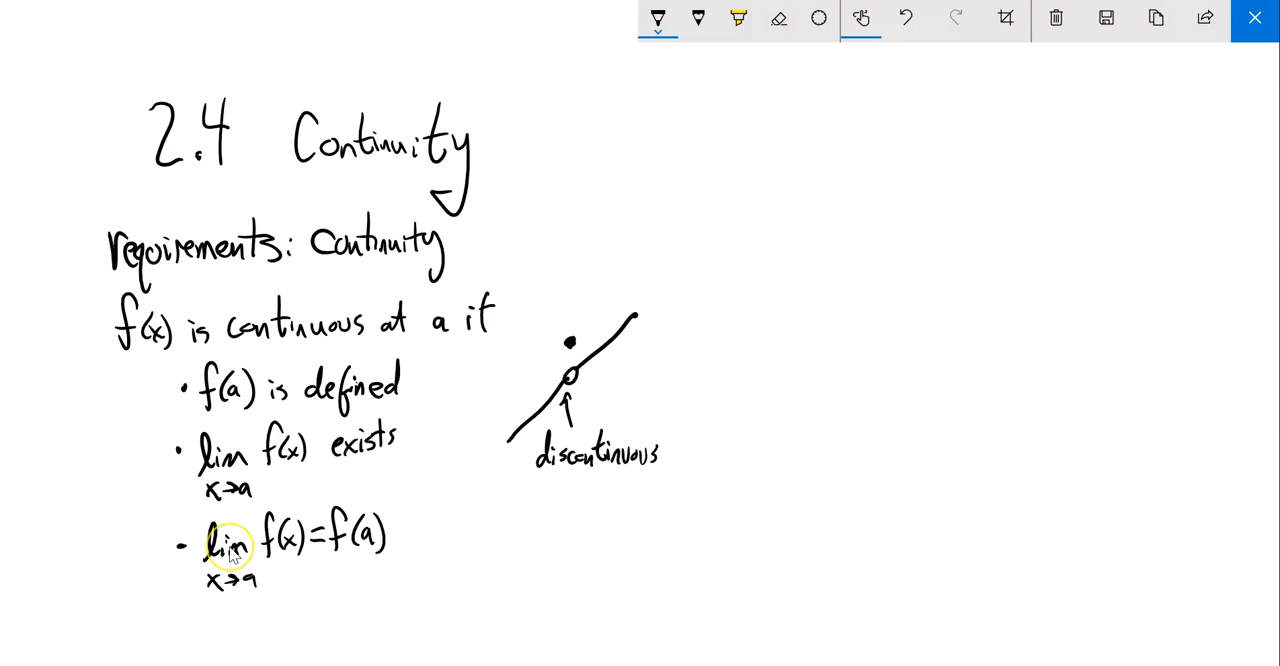 2.4 Continuity
requirements: Continuity
f(x) is continuous at a if
• f(a) is defined
• lim f(x) exists
x→a
• lim f(x)=f(a)
x→a
discontinuous